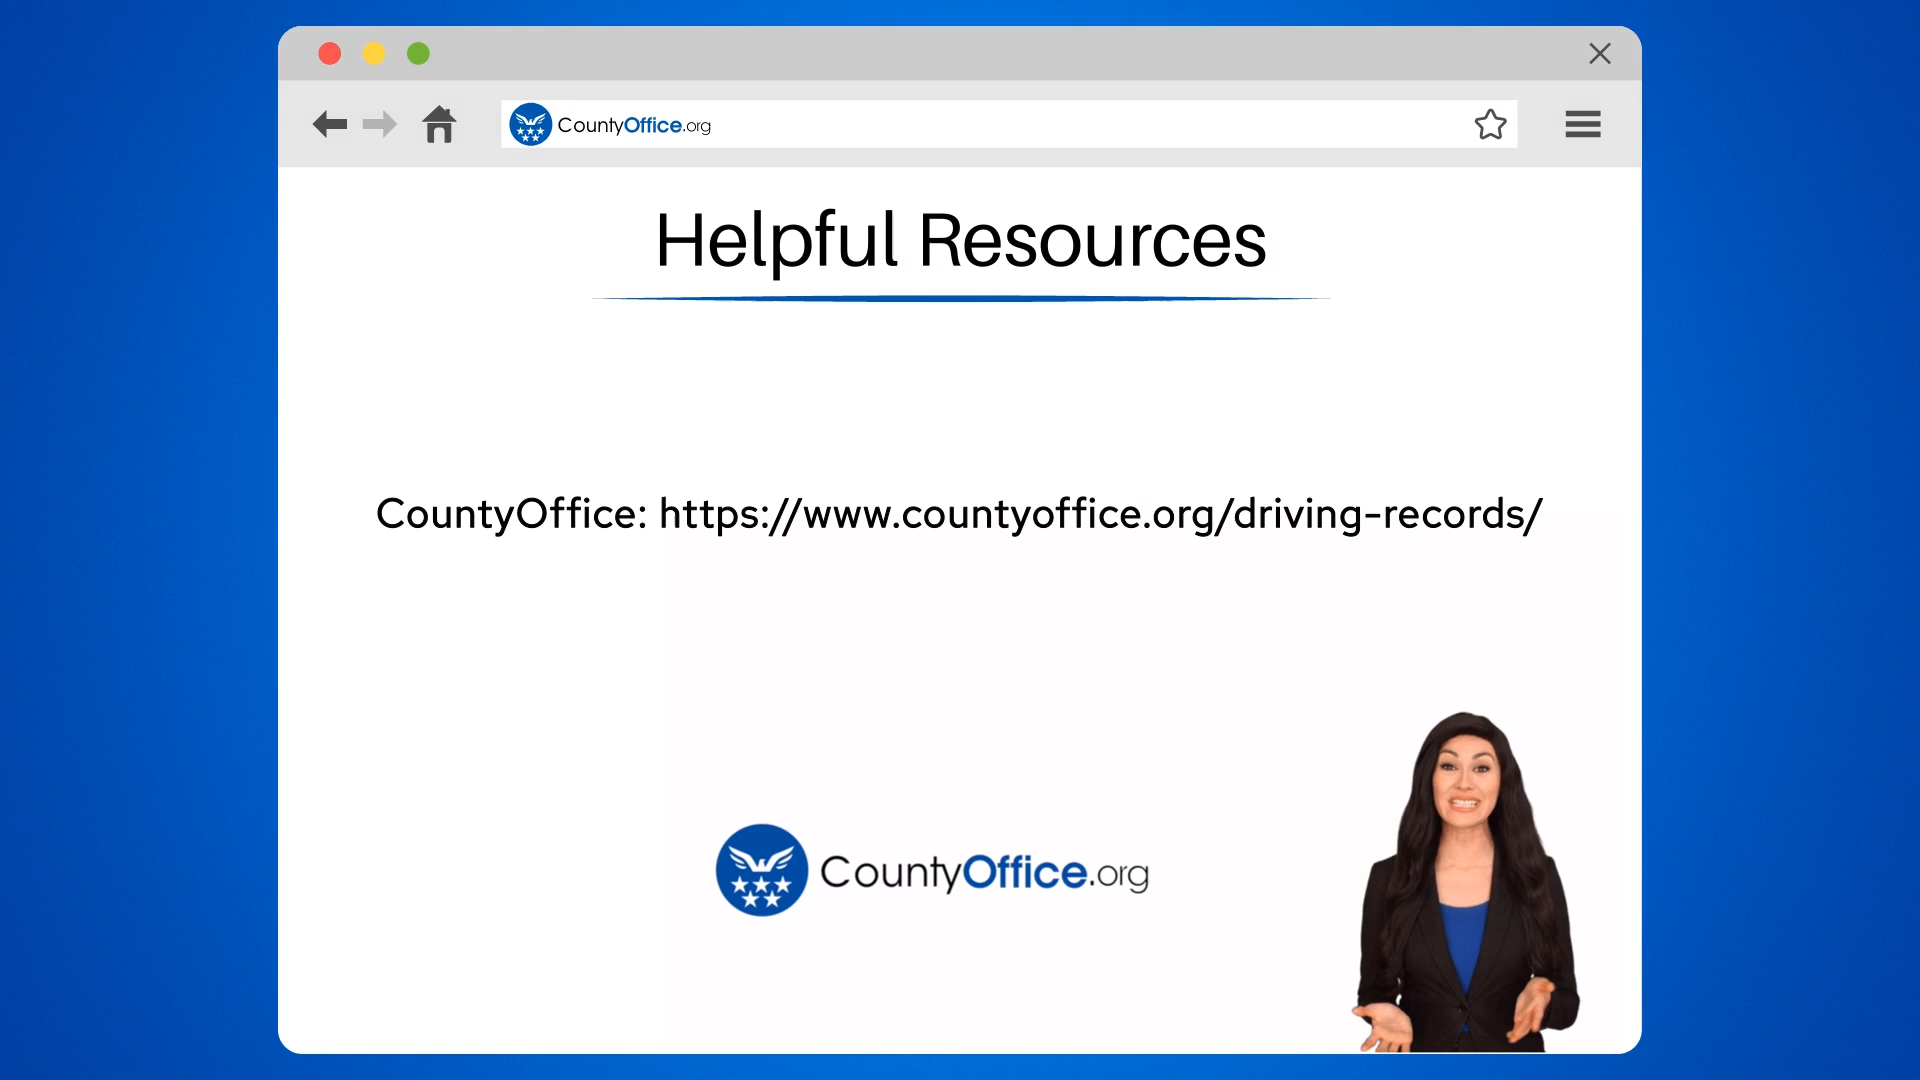 CountyOffice.org
Helpful Resources
CountyOffice: https://www.countyoffice.org/driving-records/
CountyOffice.org